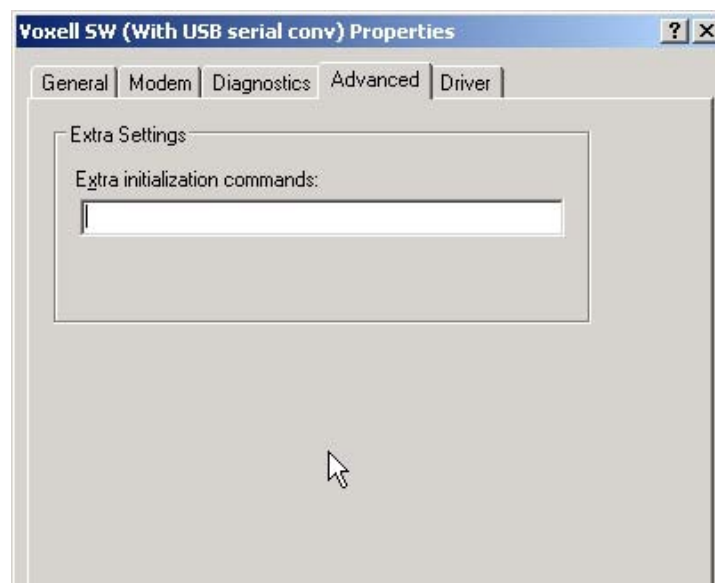 Voxell SW (With USB serial conv) Properties ? ×
General Modem Diagnostics Advanced Driver
Extra Settings
Extra initialization commands: